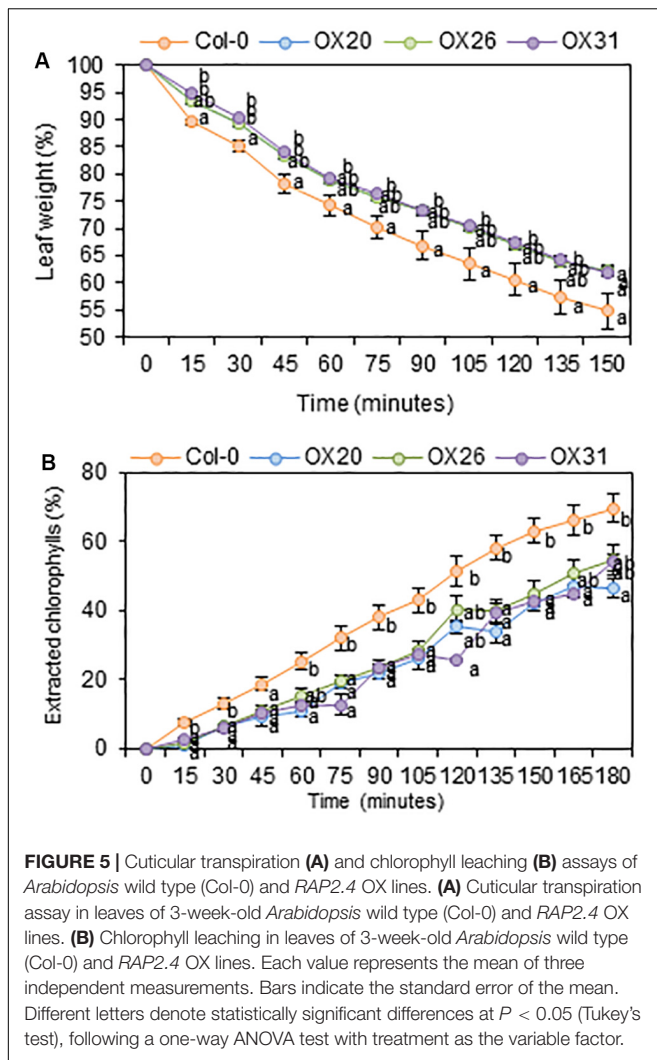 A
Col-0 OX20 OX26 OX31
Leaf weight (%)
100
95
90
85
80
75
70
65
60
55
50
0 15 30 45 60 75 90 105 120 135 150
Time (minutes)
B
Col-0 OX20 OX26 OX31
Extracted chlorophylls (%)
80
60
40
20
0
0 15 30 45 60 75 90 105 120 135 150 165 180
Time (minutes)
FIGURE 5 | Cuticular transpiration (A) and chlorophyll leaching (B) assays of
Arabidopsis wild type (Col-0) and RAP2.4 OX lines. (A) Cuticular transpiration
assay in leaves of 3-week-old Arabidopsis wild type (Col-0) and RAP2.4 OX
lines. (B) Chlorophyll leaching in leaves of 3-week-old Arabidopsis wild type
(Col-0) and RAP2.4 OX lines. Each value represents the mean of three
independent measurements. Bars indicate the standard error of the mean.
Different letters denote statistically significant differences at P < 0.05 (Tukey's
test), following a one-way ANOVA test with treatment as the variable factor.